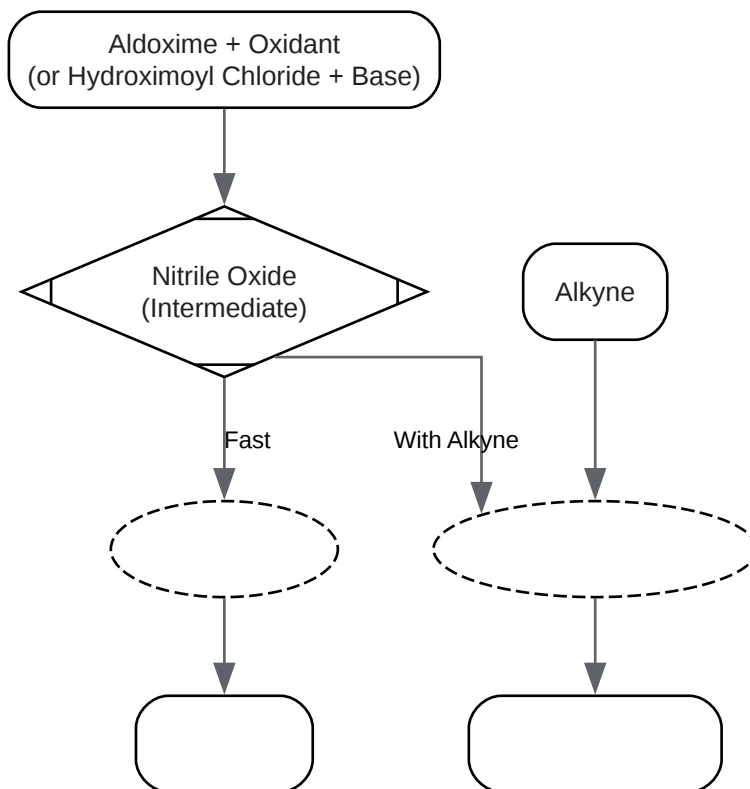 Aldoxime + Oxidant
(or Hydroximoyl Chloride + Base)
Nitrile Oxide
(Intermediate)
Alkyne
Fast
With Alkyne